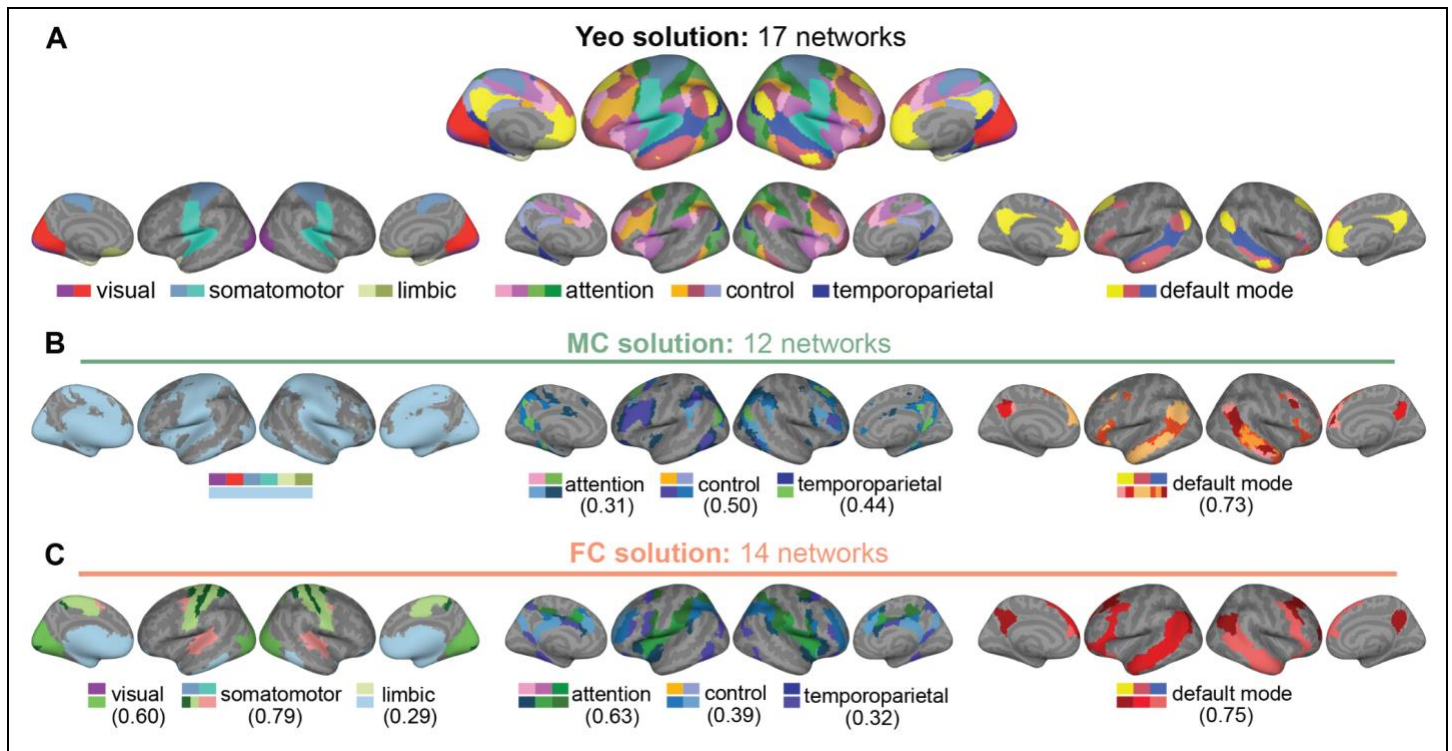 A
Yeo solution: 17 networks
visual somatomotor limbic attention control temporoparietal default mode
B
MC solution: 12 networks
attention control temporoparietal default mode
(0.31) (0.50) (0.44) (0.73)
C
FC solution: 14 networks
visual somatomotor limbic attention control temporoparietal default mode
(0.60) (0.79) (0.29) (0.63) (0.39) (0.32) (0.75)